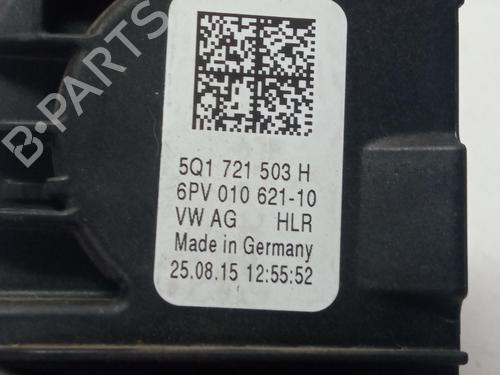 B-PARTS
5Q1 721 503 H
6PV 010 621-10
VW AG HLR
Made in Germany
25.08.15 12:55:52